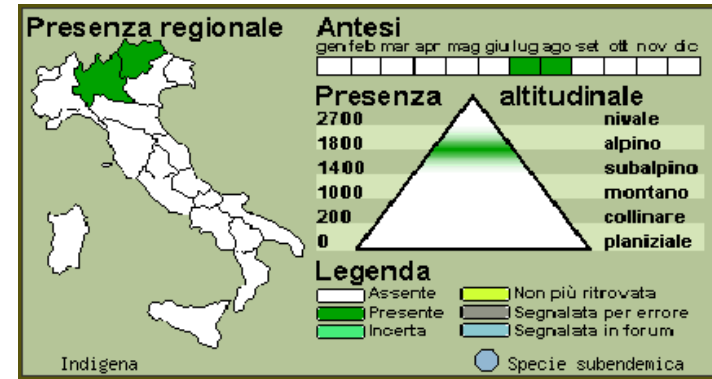 Presenza regionale
Antesi
gen feb mar apr mag giu lug ago set ott nov dic
Presenza altitudinale
2700 nivale
1800 alpino
1400 subalpino
1000 montano
200 collinare
0 planiziale
Legenda
Assente Non più ritrovata
Presente Segnalata per errore
Incerta Segnalata in forum
Indigena Specie subendemica